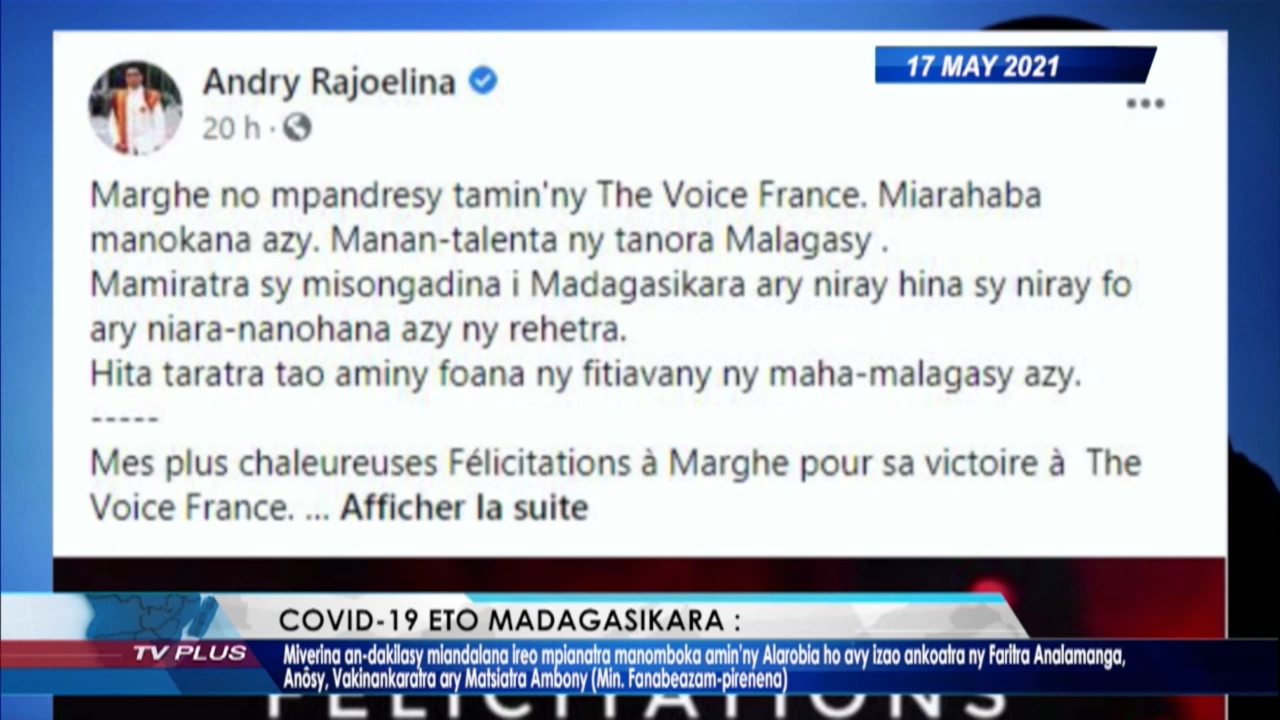 17 MAY 2021
Andry Rajoelina
20 h ·
Marghe no mpandresy tamin'ny The Voice France. Miarahaba
manokana azy. Manan-talenta ny tanora Malagasy .
Mamiratra sy misongadina i Madagasikara ary niray hina sy niray fo
ary niara-nanohana azy ny rehetra.
Hita taratra tao aminy foana ny fitiavany ny maha-malagasy azy.
-----
Mes plus chaleureuses Félicitations à Marghe pour sa victoire à The
Voice France. ... Afficher la suite
COVID-19 ETO MADAGASIKARA :
TV PLUS
Miverina an-dakilasy miandalana ireo mpianatra manomboka amin'ny Alarobia ho avy izao ankoatra ny Faritra Analamanga,
Anôsy, Vakinankaratra ary Matsiatra Ambony (Min. Fanabeazam-pirenena)
FELICITATIONS